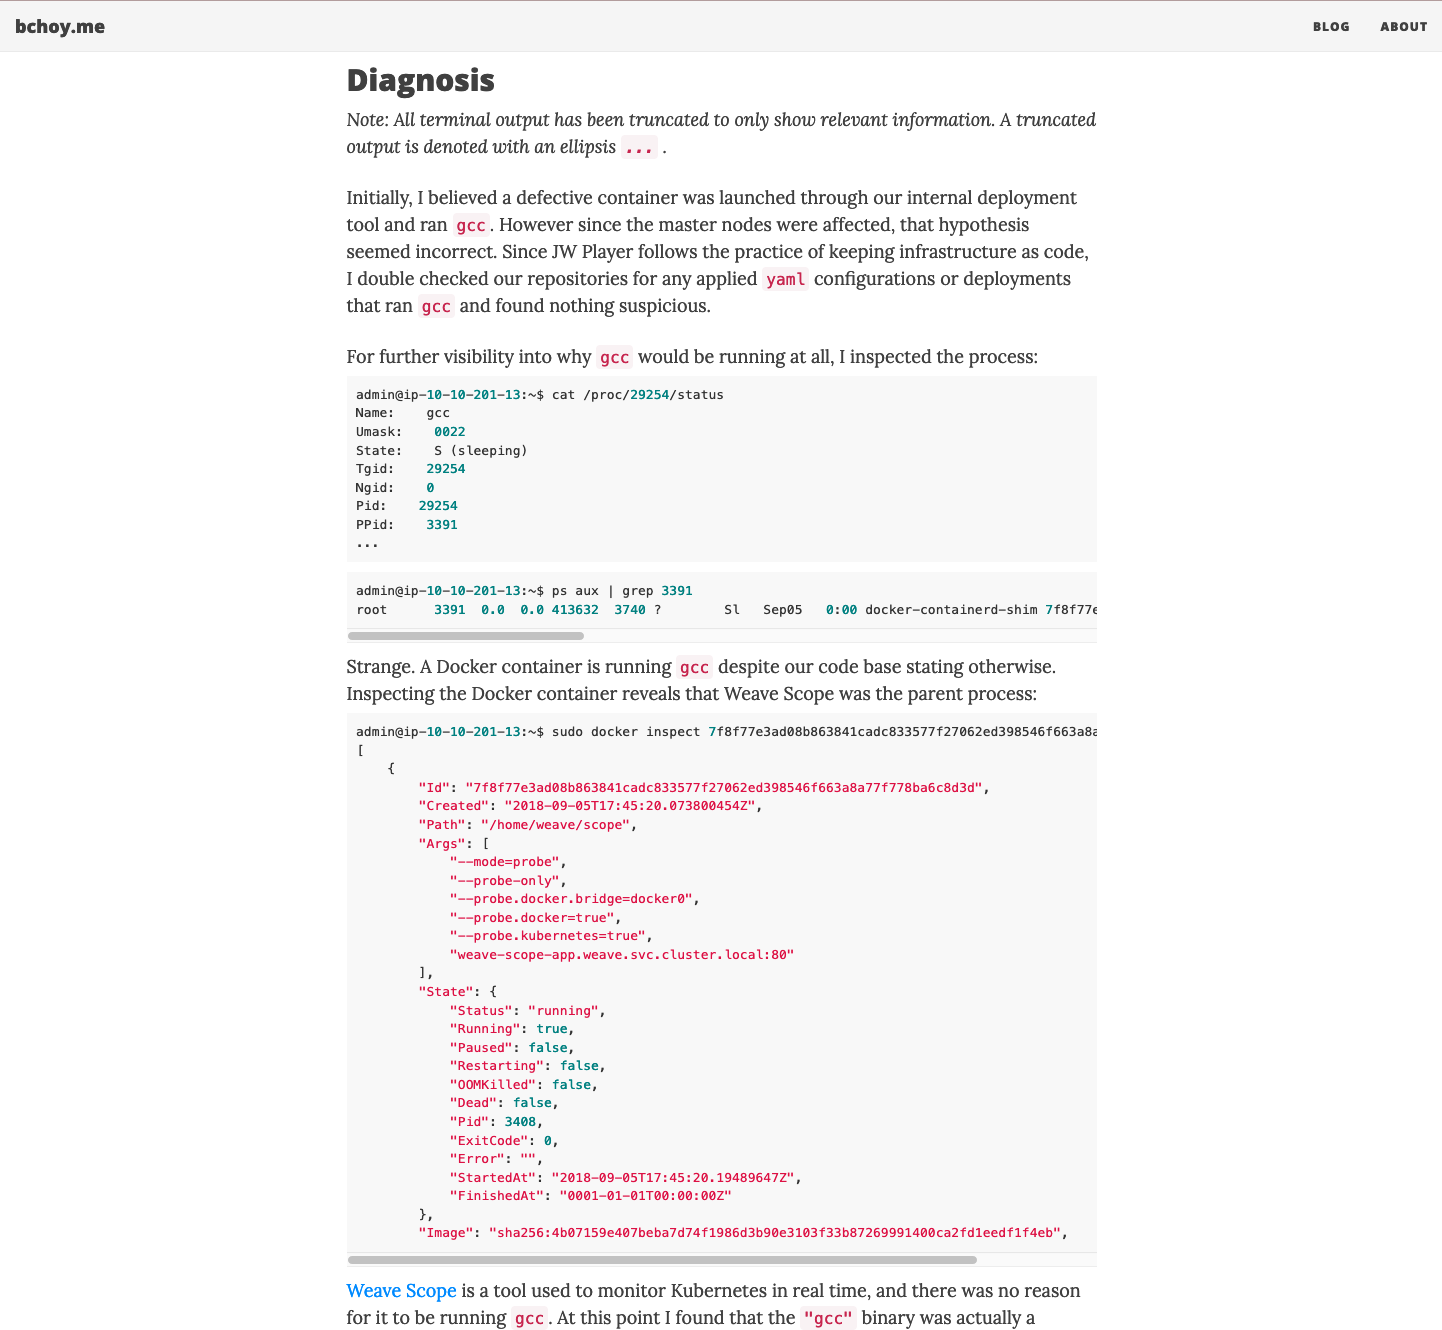 bchoy.me
BLOG ABOUT
Diagnosis
Note: All terminal output has been truncated to only show relevant information. A truncated
output is denoted with an ellipsis ... .
Initially, I believed a defective container was launched through our internal deployment
tool and ran gcc. However since the master nodes were affected, that hypothesis
seemed incorrect. Since JW Player follows the practice of keeping infrastructure as code,
I double checked our repositories for any applied yaml configurations or deployments
that ran gcc and found nothing suspicious.
For further visibility into why gcc would be running at all, I inspected the process:
admin@ip-10-10-201-13:~$ cat /proc/29254/status
Name:    gcc
Umask:    0022
State:    S (sleeping)
Tgid:    29254
Ngid:    0
Pid:    29254
PPid:    3391
...
admin@ip-10-10-201-13:~$ ps aux | grep 3391
root      3391  0.0  0.0 413632  3740 ?        Sl   Sep05   0:00 docker-containerd-shim 7f8f77e
Strange. A Docker container is running gcc despite our code base stating otherwise.
Inspecting the Docker container reveals that Weave Scope was the parent process:
admin@ip-10-10-201-13:~$ sudo docker inspect 7f8f77e3ad08b863841cadc833577f27062ed398546f663a8a
[
    {
        "Id": "7f8f77e3ad08b863841cadc833577f27062ed398546f663a8a77f778ba6c8d3d",
        "Created": "2018-09-05T17:45:20.073800454Z",
        "Path": "/home/weave/scope",
        "Args": [
            "--mode=probe",
            "--probe-only",
            "--probe.docker.bridge=docker0",
            "--probe.docker=true",
            "--probe.kubernetes=true",
            "weave-scope-app.weave.svc.cluster.local:80"
        ],
        "State": {
            "Status": "running",
            "Running": true,
            "Paused": false,
            "Restarting": false,
            "OOMKilled": false,
            "Dead": false,
            "Pid": 3408,
            "ExitCode": 0,
            "Error": "",
            "StartedAt": "2018-09-05T17:45:20.19489647Z",
            "FinishedAt": "0001-01-01T00:00:00Z"
        },
        "Image": "sha256:4b07159e407beba7d74f1986d3b90e3103f33b87269991400ca2fd1eedf1f4eb",
Weave Scope is a tool used to monitor Kubernetes in real time, and there was no reason
for it to be running gcc. At this point I found that the "gcc" binary was actually a